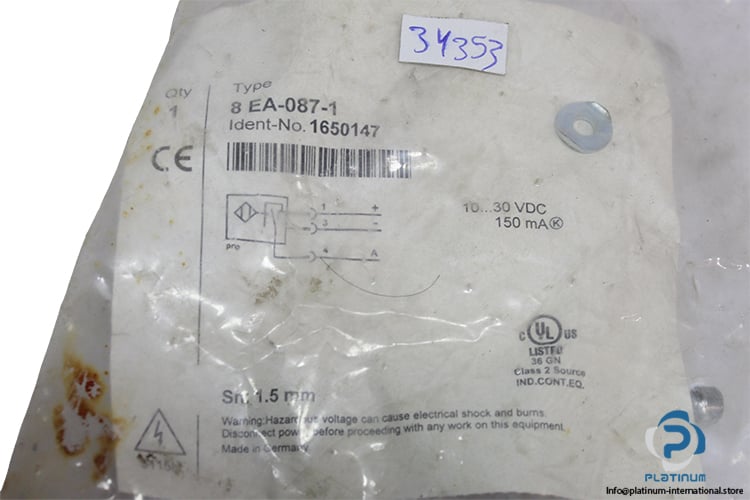 34353
Qty
1
Type
8 EA-087-1
Ident-No. 1650147
CE
1 +
3 -
4 A
10...30 VDC
150 mA K
C UL US
LISTED
36 GN
Class 2 Source
IND.CONT.EQ.
Sn: 1.5 mm
Warning:Hazardous voltage can cause electrical shock and burns.
Disconnect power before proceeding with any work on this equipment.
Made in Germany
PLATINUM
Info@platinum-international.store